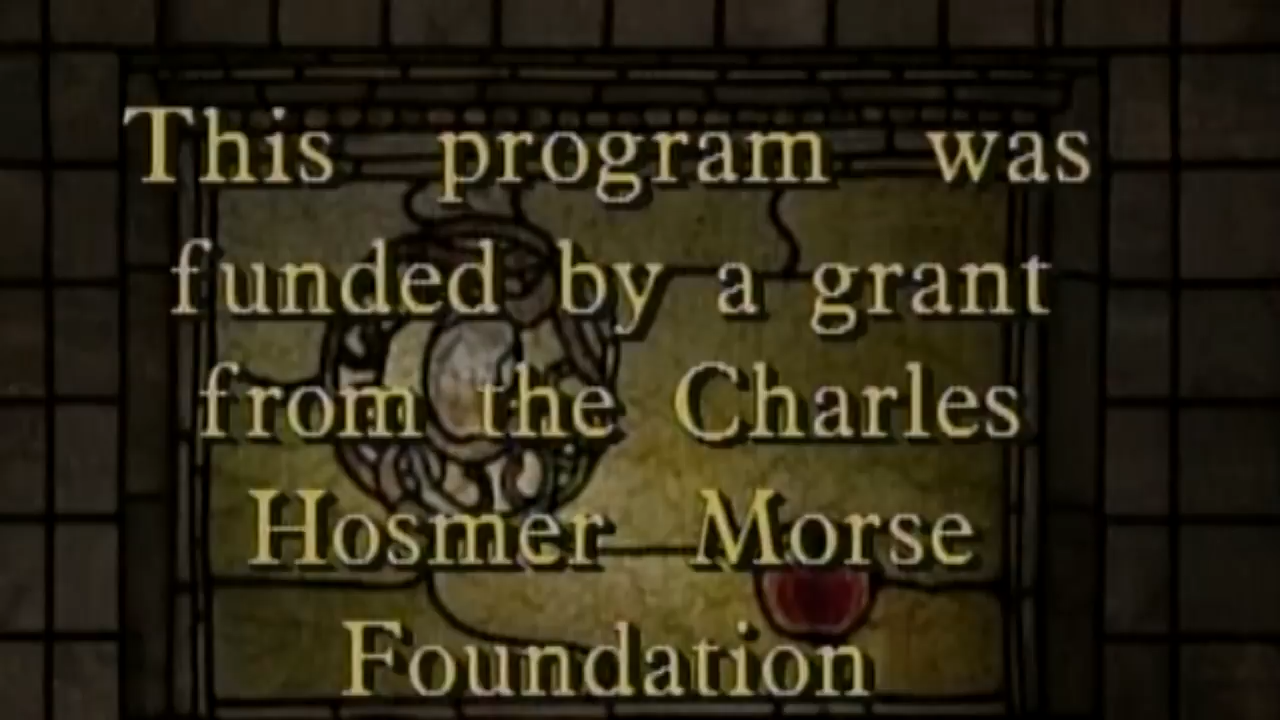 This program was
funded by a grant
from the Charles
Hosmer Morse
Foundation